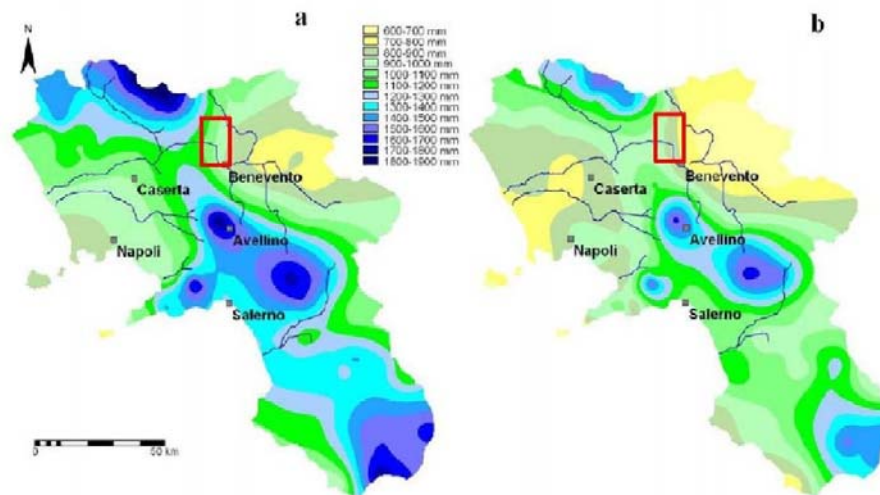 a
N
600-700 mm
700-800 mm
800-900 mm
900-1000 mm
1000-1100 mm
1100-1200 mm
1200-1300 mm
1300-1400 mm
1400-1500 mm
1500-1600 mm
1600-1700 mm
1700-1800 mm
1800-1900 mm
Caserta
Benevento
Napoli
Avellino
Salerno
0
50 km
b
Caserta
Benevento
Napoli
Avellino
Salerno